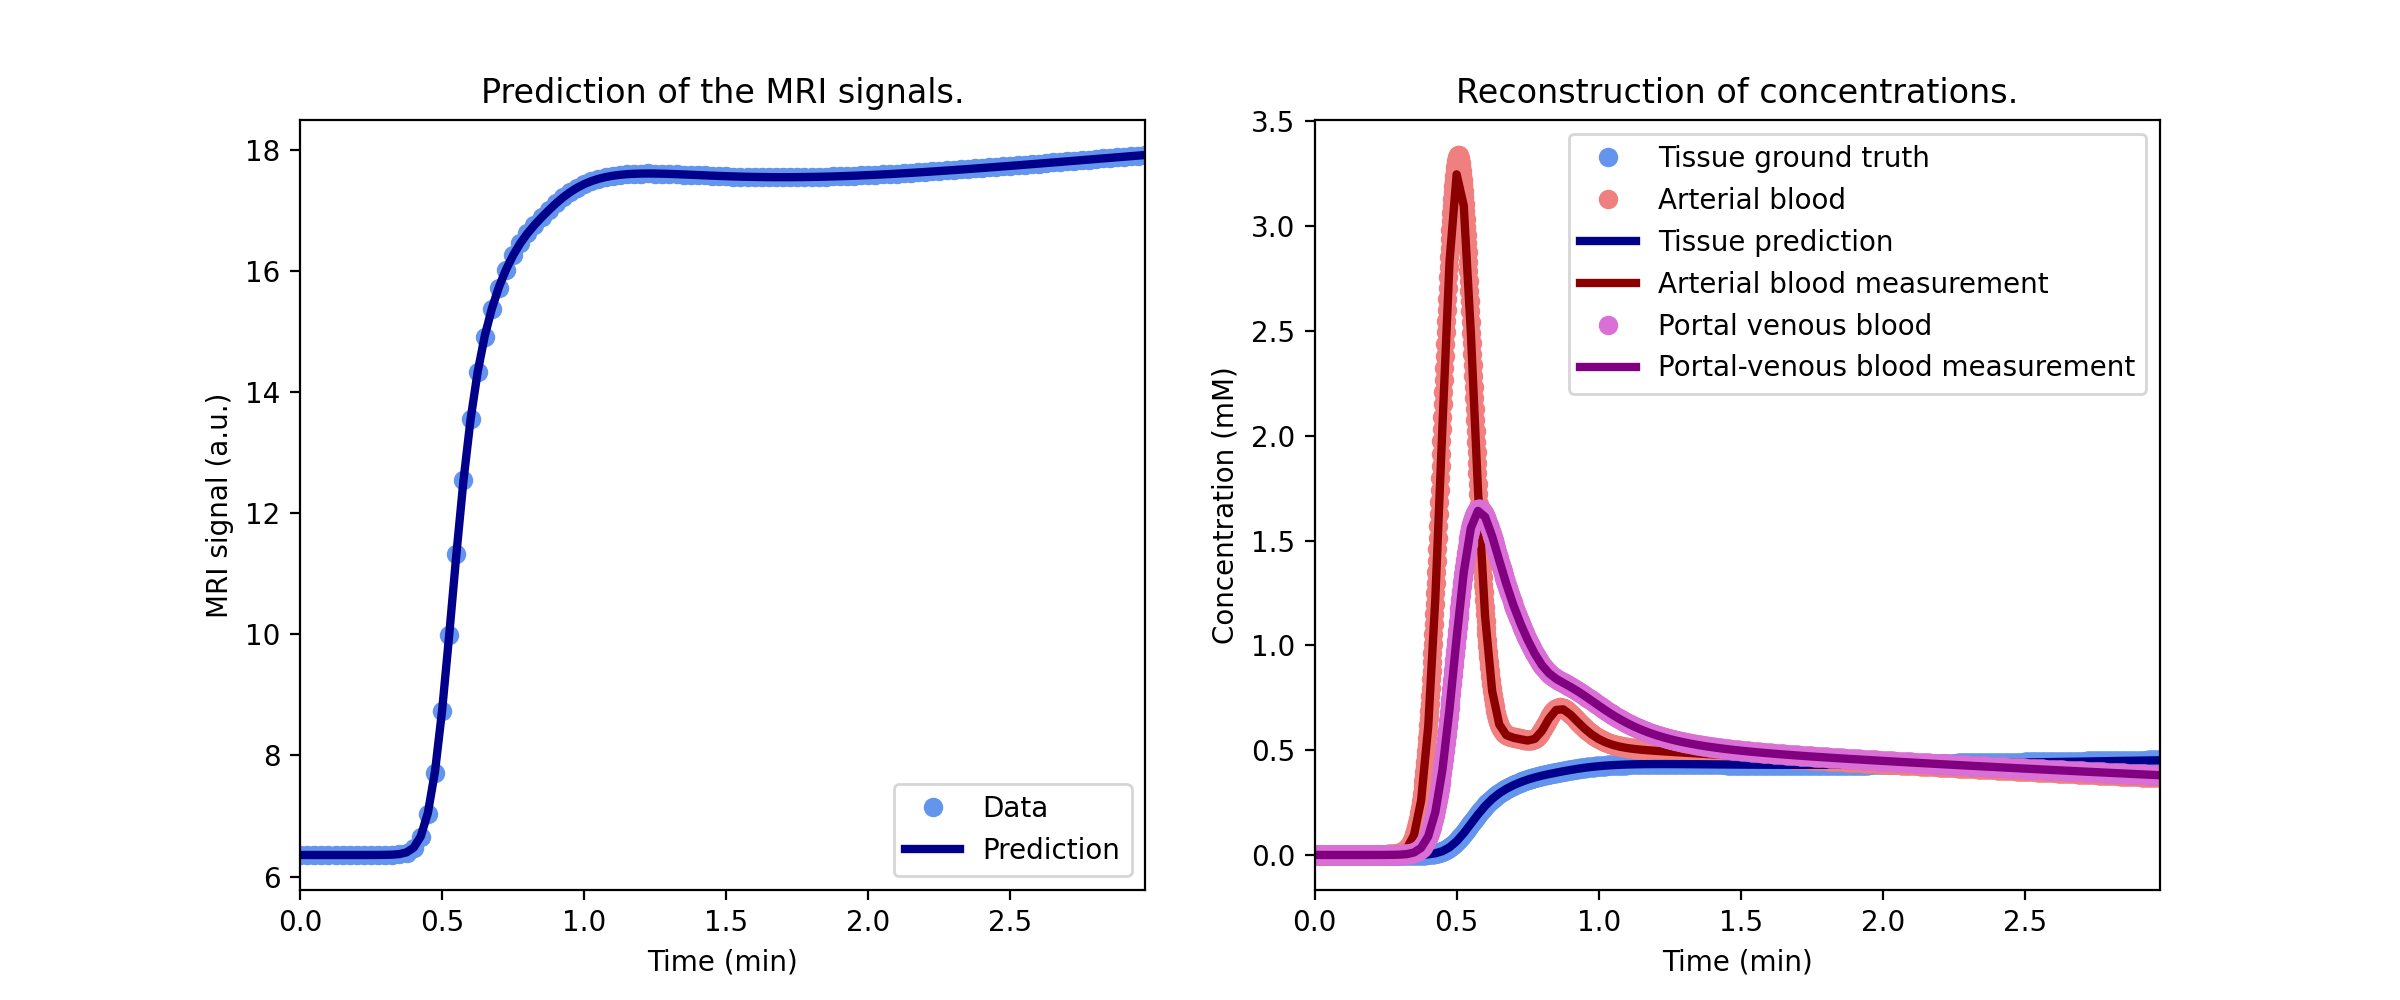 Prediction of the MRI signals.
MRI signal (a.u.)
18
16
14
12
10
8
6
Data
Prediction
0.0 0.5 1.0 1.5 2.0 2.5
Time (min)
Reconstruction of concentrations.
Concentration (mM)
3.5
3.0
2.5
2.0
1.5
1.0
0.5
0.0
Tissue ground truth
Arterial blood
Tissue prediction
Arterial blood measurement
Portal venous blood
Portal-venous blood measurement
0.0 0.5 1.0 1.5 2.0 2.5
Time (min)